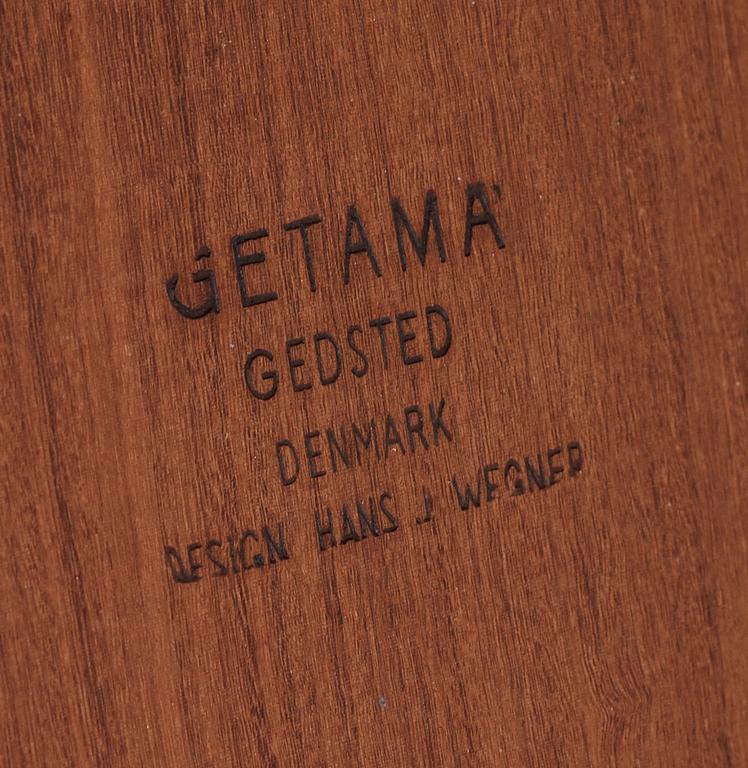 GETAMA
GEDSTED
DENMARK
DESIGN HANS J WEGNER